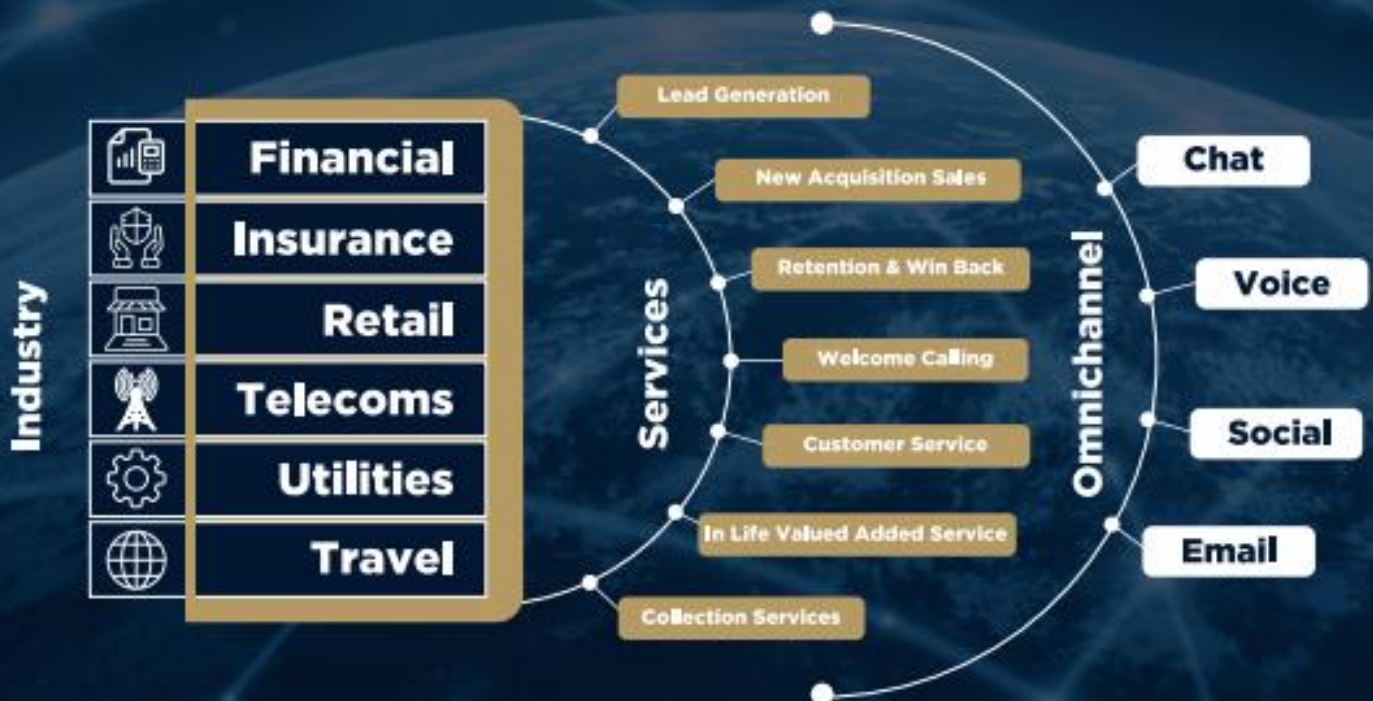 Industry
Financial
Insurance
Retail
Telecoms
Utilities
Travel
Services
Lead Generation
New Acquisition Sales
Retention & Win Back
Welcome Calling
Customer Service
In Life Valued Added Service
Collection Services
Omnichannel
Chat
Voice
Social
Email